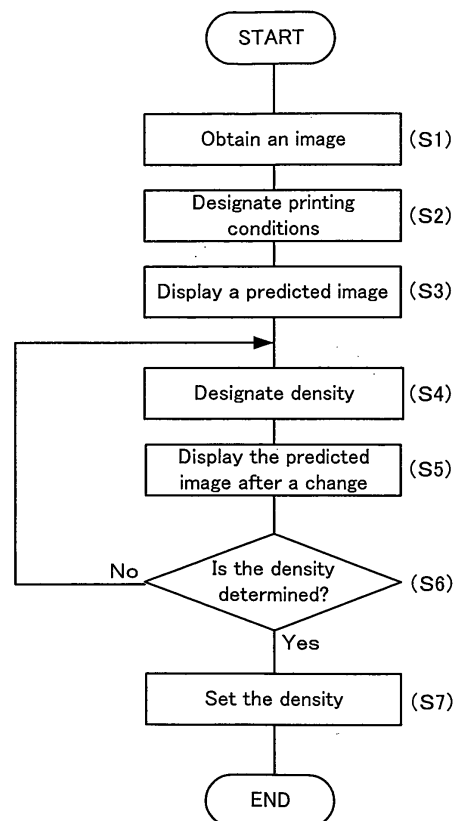 START
Obtain an image (S1)
Designate printing
conditions (S2)
Display a predicted image (S3)
Designate density (S4)
Display the predicted
image after a change (S5)
Is the density
determined? (S6)
No
Yes
Set the density (S7)
END